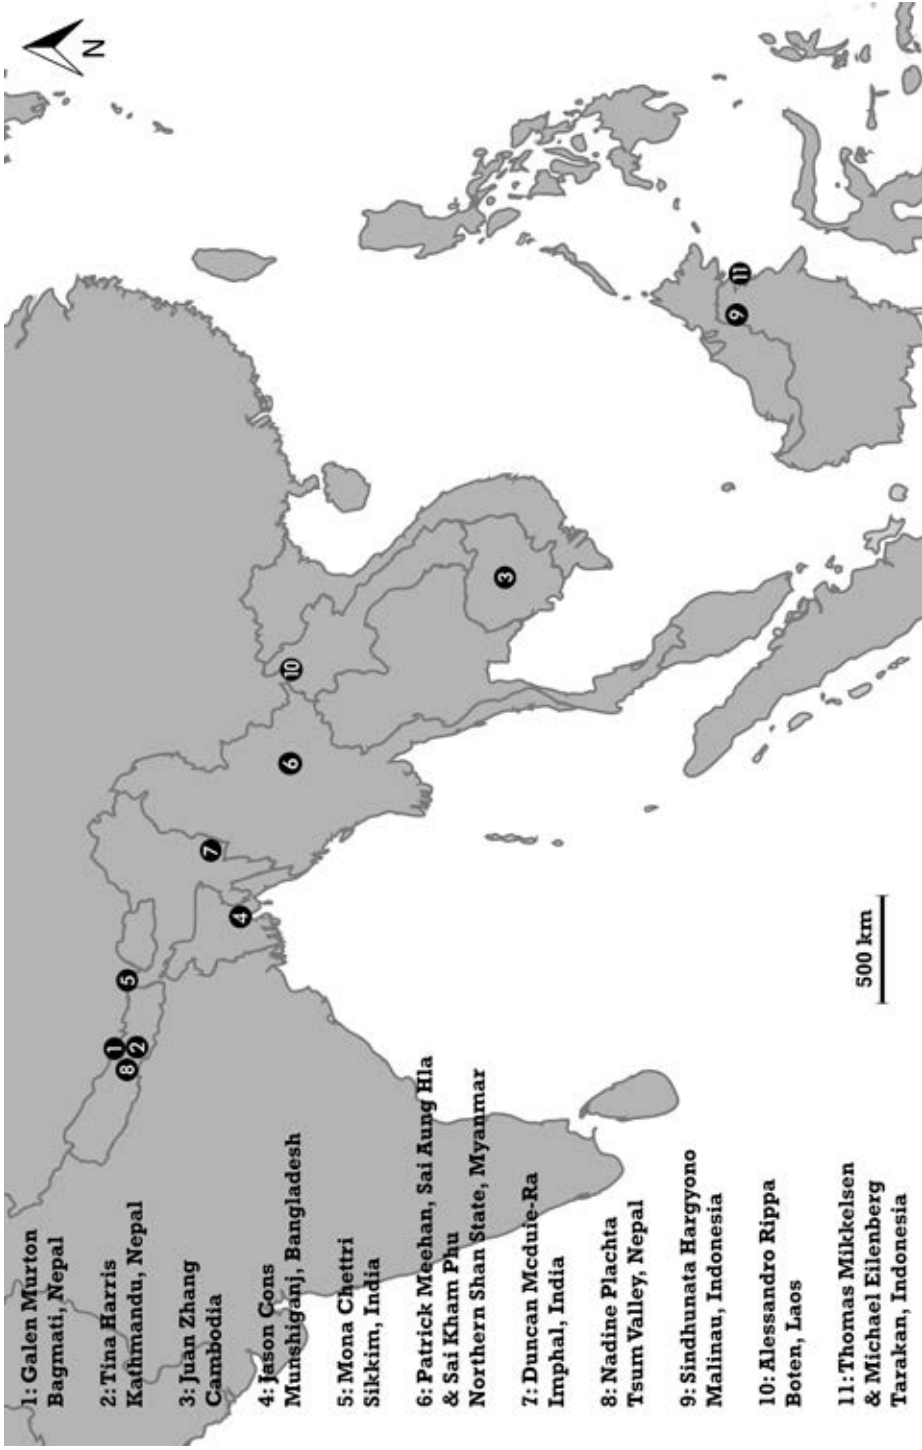 N
1: Galen Murton
Bagmati, Nepal
2: Tina Harris
Kathmandu, Nepal
3: Juan Zhang
Cambodia
4: Jason Cons
Munshiganj, Bangladesh
5: Mona Chettri
Sikkim, India
6: Patrick Meehan, Sai Aung Hla
& Sai Kham Phu
Northern Shan State, Myanmar
7: Duncan Mcduie-Ra
Imphal, India
8: Nadine Plachta
Tsum Valley, Nepal
9: Sindhunata Hargyono
Malinau, Indonesia
10: Alessandro Rippa
Boten, Laos
11: Thomas Mikkelsen
& Michael Eilenberg
Tarakan, Indonesia
8
1
2
5
4
7
6
10
3
9
11
500 km